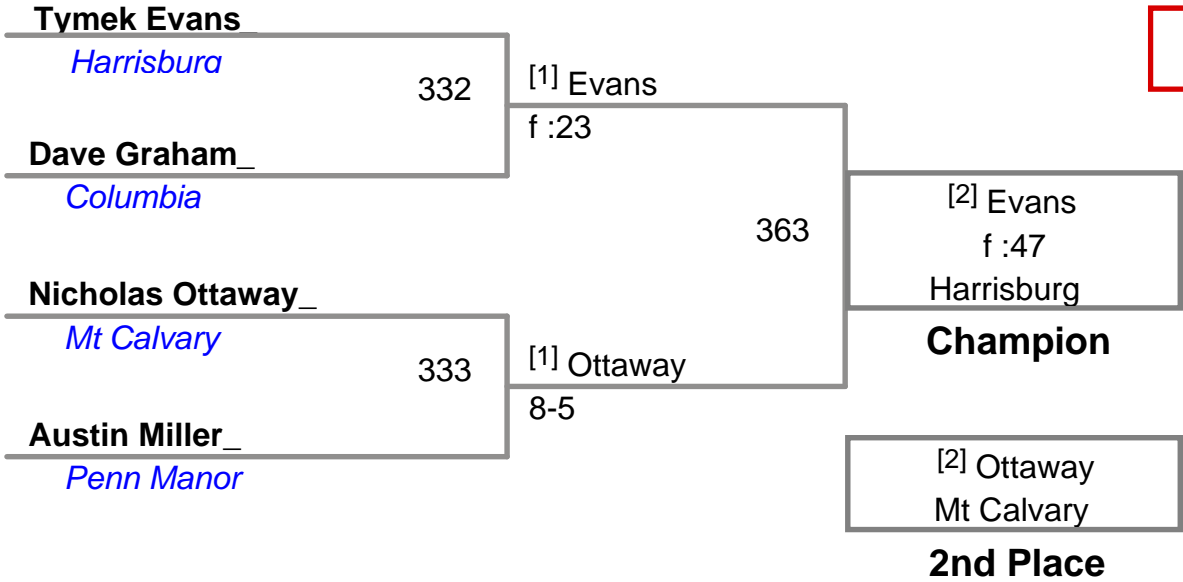 Tymek Evans_
Harrisburg
332
[1] Evans
f :23
Dave Graham_
Columbia
363
[2] Evans
f :47
Harrisburg
Champion
Nicholas Ottaway_
Mt Calvary
333
[1] Ottaway
8-5
Austin Miller_
Penn Manor
[2] Ottaway
Mt Calvary
2nd Place